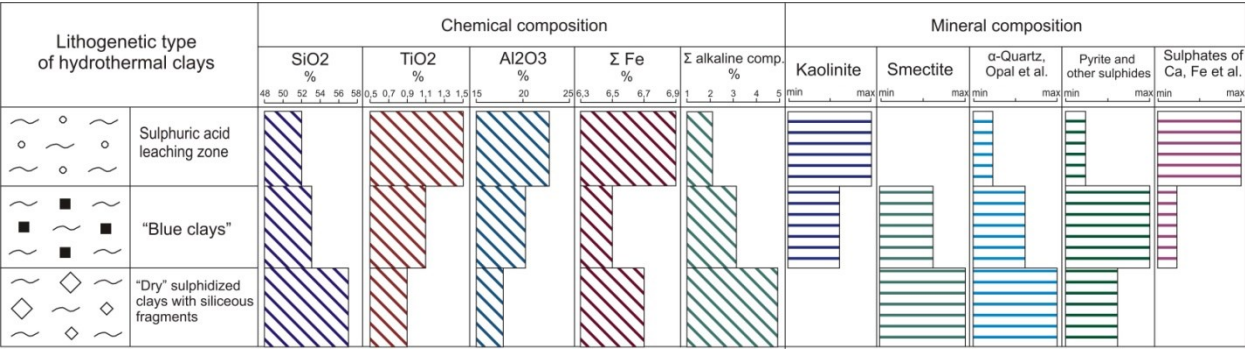 Lithogenetic type
of hydrothermal clays
Chemical composition
Mineral composition
SiO2
%
TiO2
%
Al2O3
%
Σ Fe
%
Σ alkaline comp.
%
Kaolinite
Smectite
α-Quartz,
Opal et al.
Pyrite and
other sulphides
Sulphates of
Ca, Fe et al.
48 50 52 54 56 58
0,5 0,7 0,9 1,1 1,3 1,5
15 20 25
6,3 6,5 6,7 6,9
1 2 3 4 5
min max
min max
min max
min max
min max
Sulphuric acid
leaching zone
“Blue clays”
“Dry” sulphidized
clays with siliceous
fragments